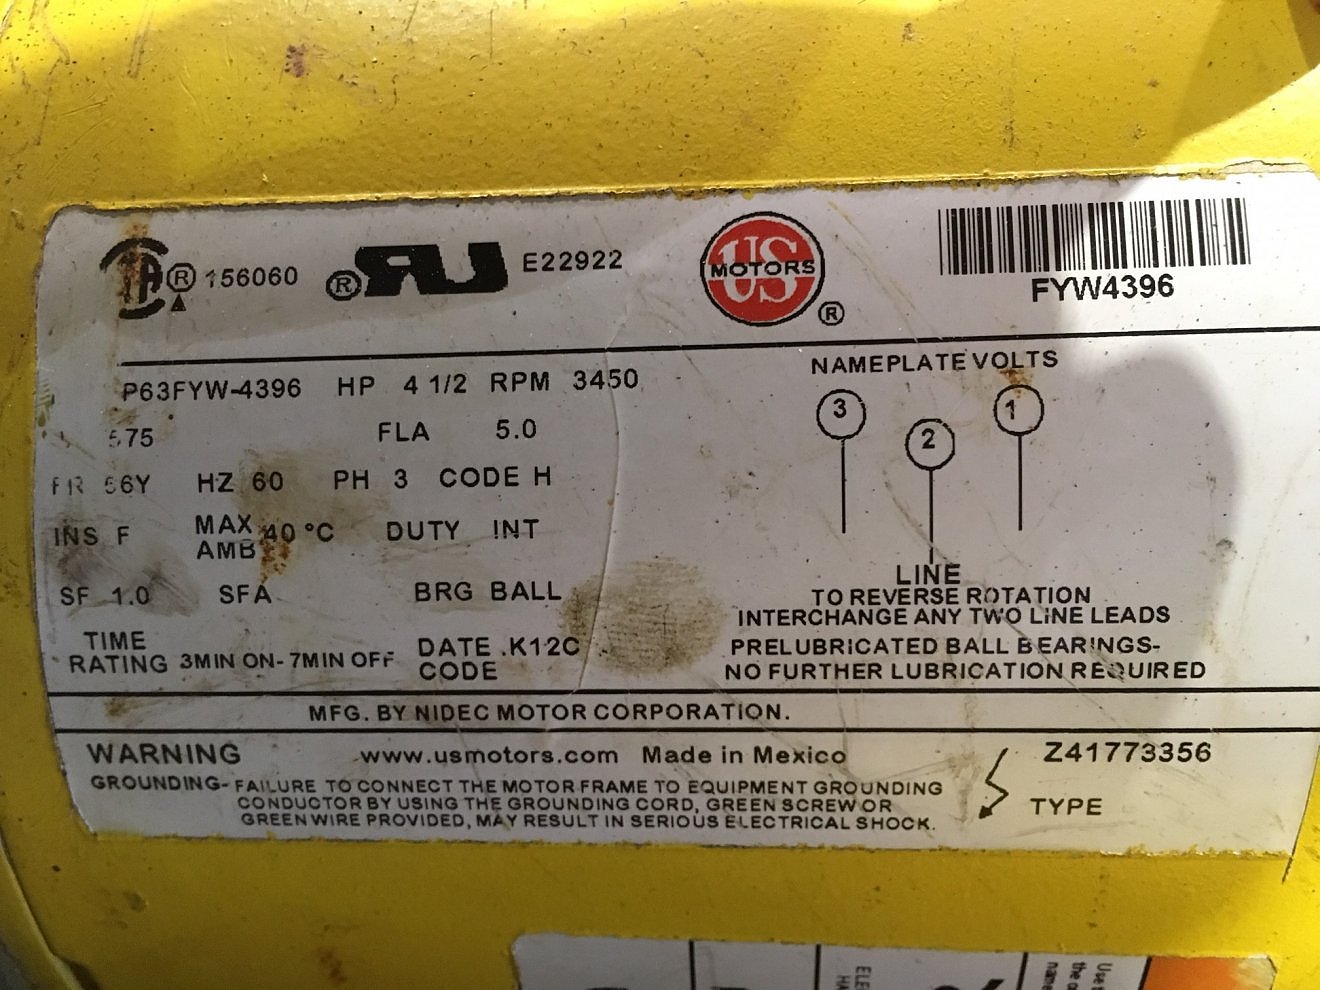 ® 156060 ® E22922
US
MOTORS ®
FYW4396
P63FYW-4396 HP 4 1/2 RPM 3450
575 FLA 5.0
FR 56Y HZ 60 PH 3 CODE H
INS F MAX AMB 40 °C DUTY INT
SF 1.0 SFA BRG BALL
TIME RATING 3MIN ON- 7MIN OFF DATE CODE .K12C
NAMEPLATE VOLTS
3 2 1
LINE
TO REVERSE ROTATION
INTERCHANGE ANY TWO LINE LEADS
PRELUBRICATED BALL BEARINGS-
NO FURTHER LUBRICATION REQUIRED
MFG. BY NIDEC MOTOR CORPORATION.
WARNING www.usmotors.com Made in Mexico
GROUNDING- FAILURE TO CONNECT THE MOTOR FRAME TO EQUIPMENT GROUNDING
CONDUCTOR BY USING THE GROUNDING CORD, GREEN SCREW OR
GREEN WIRE PROVIDED, MAY RESULT IN SERIOUS ELECTRICAL SHOCK.
Z41773356
TYPE